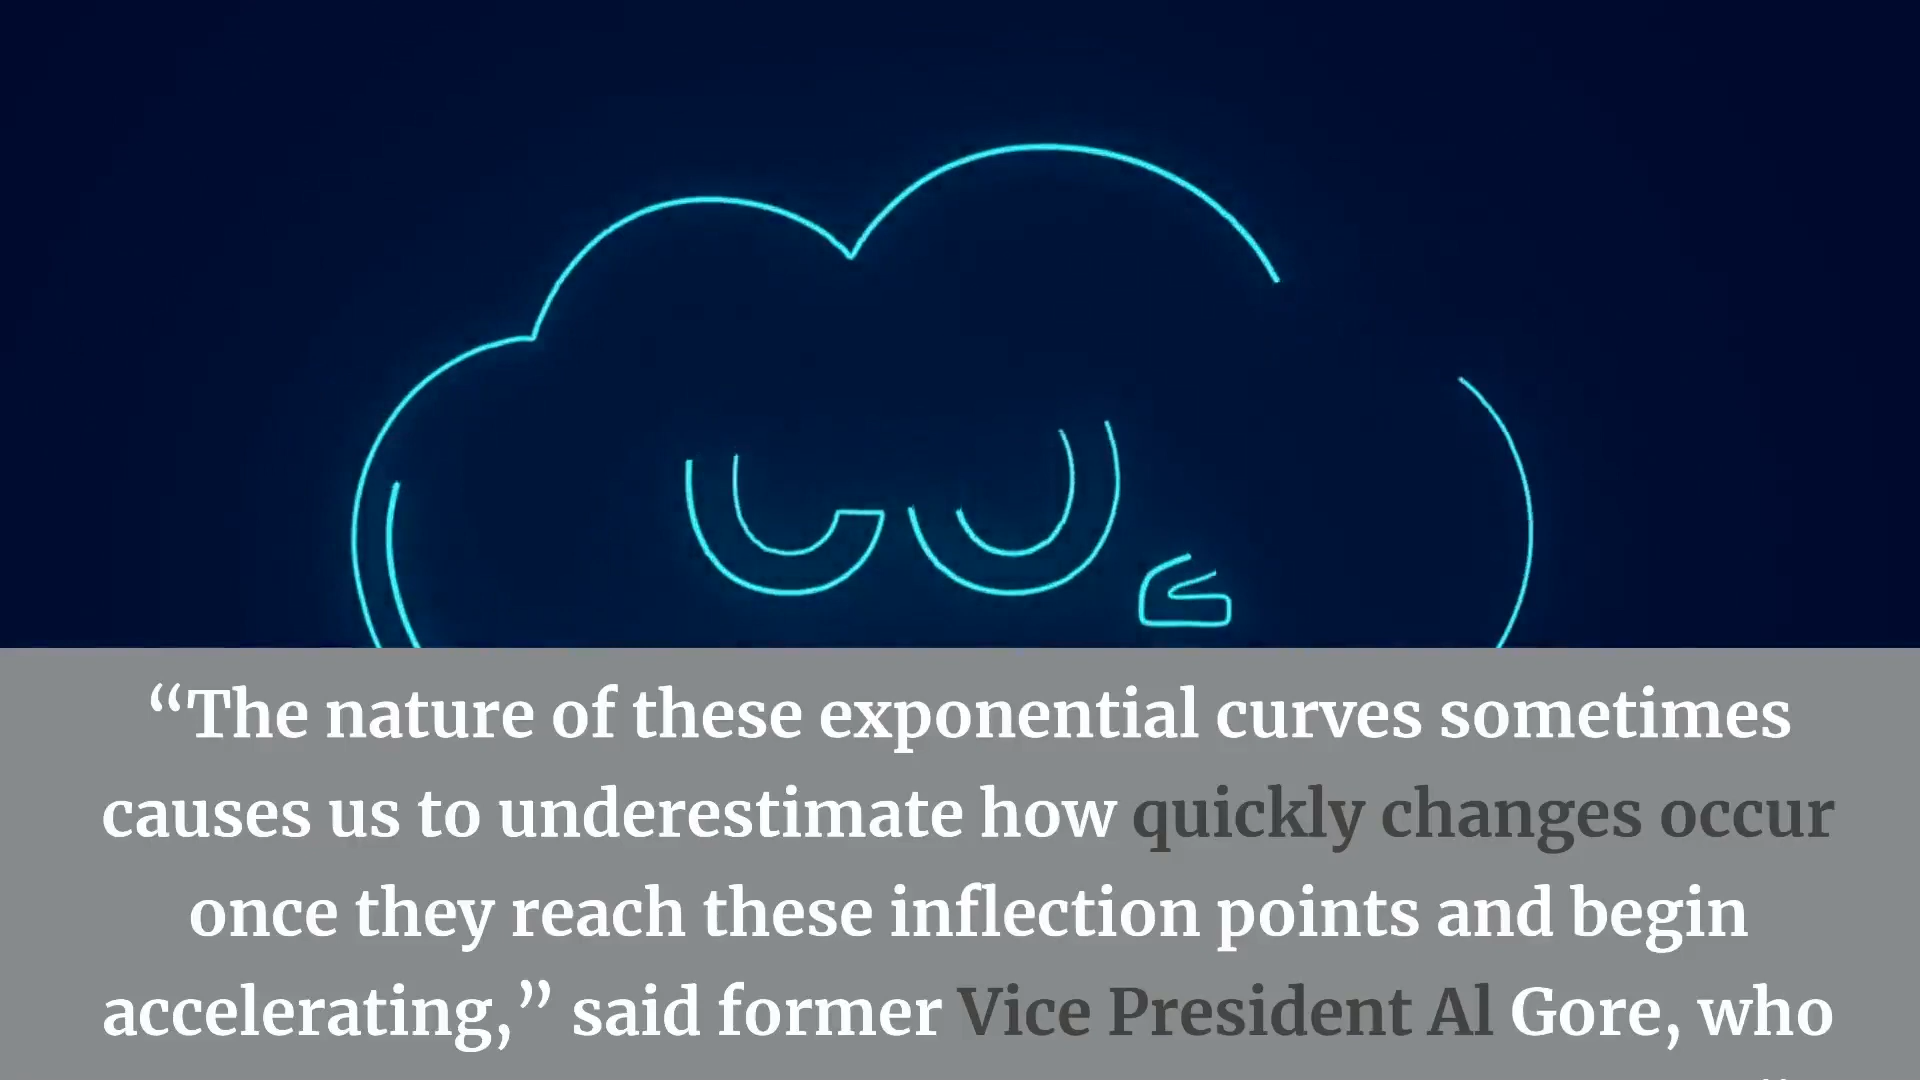 “The nature of these exponential curves sometimes
causes us to underestimate how quickly changes occur
once they reach these inflection points and begin
accelerating,” said former Vice President Al Gore, who